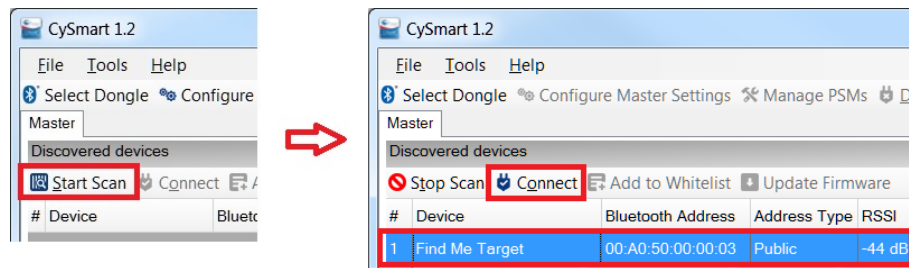 CySmart 1.2
File Tools Help
Select Dongle Configure
Master
Discovered devices
Start Scan Connect
# Device
CySmart 1.2
File Tools Help
Select Dongle Configure Master Settings Manage PSMs
Master
Discovered devices
Stop Scan Connect Add to Whitelist Update Firmware
# Device Bluetooth Address Address Type RSSI
1 Find Me Target 00:A0:50:00:00:03 Public -44 dB